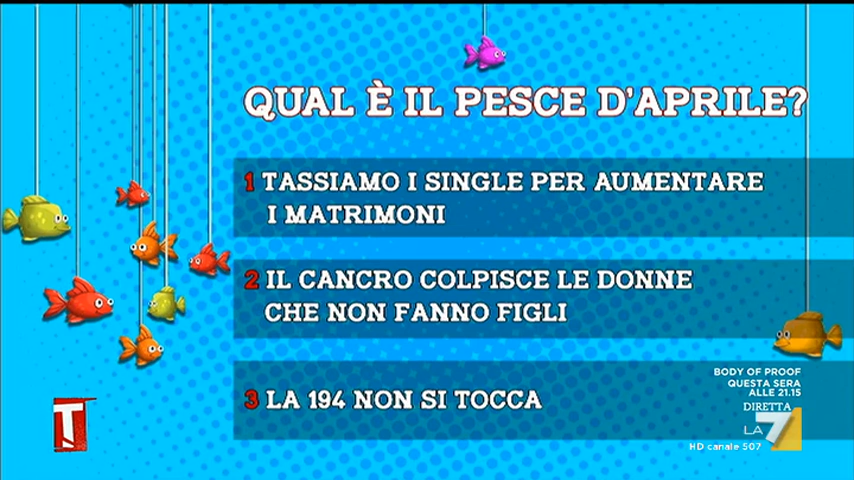 QUAL È IL PESCE D'APRILE?
1 TASSIAMO I SINGLE PER AUMENTARE
I MATRIMONI
2 IL CANCRO COLPISCE LE DONNE
CHE NON FANNO FIGLI
3 LA 194 NON SI TOCCA
T
BODY OF PROOF
QUESTA SERA
ALLE 21.15
DIRETTA
LA 7
HD canale 507